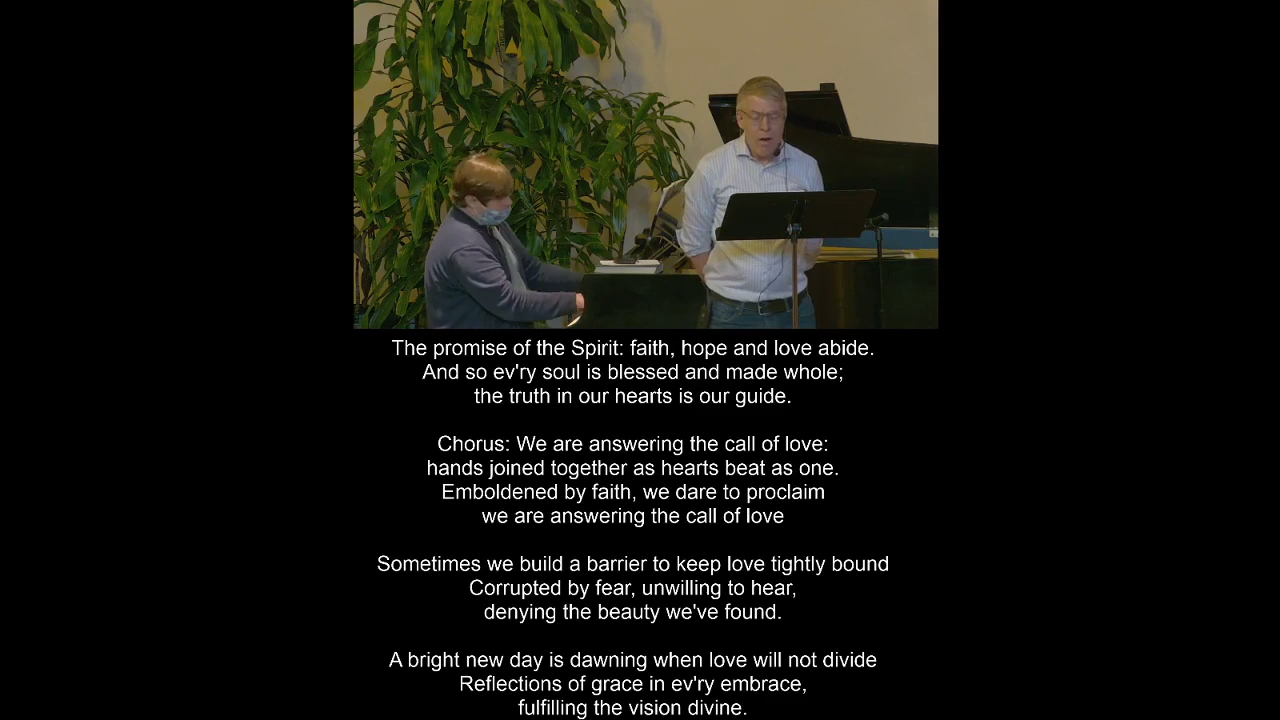 The promise of the Spirit: faith, hope and love abide.
And so ev'ry soul is blessed and made whole;
the truth in our hearts is our guide.
Chorus: We are answering the call of love:
hands joined together as hearts beat as one.
Emboldened by faith, we dare to proclaim
we are answering the call of love
Sometimes we build a barrier to keep love tightly bound
Corrupted by fear, unwilling to hear,
denying the beauty we've found.
A bright new day is dawning when love will not divide
Reflections of grace in ev'ry embrace,
fulfilling the vision divine.